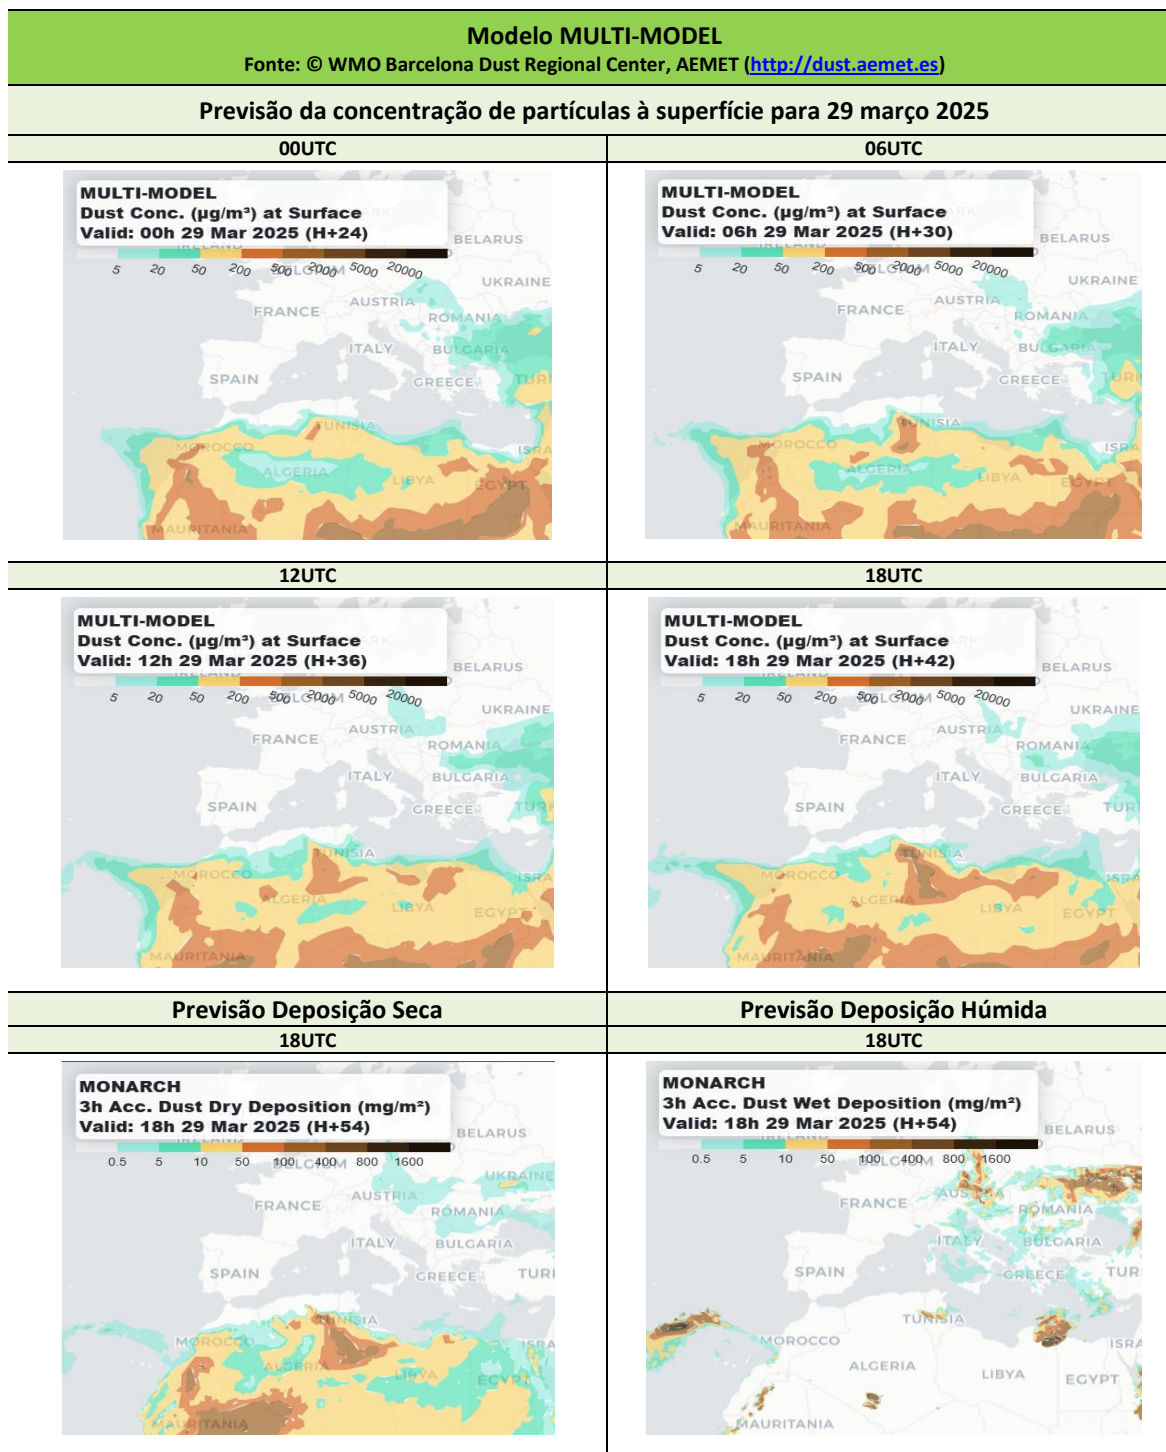 Modelo MULTI-MODEL
Fonte: © WMO Barcelona Dust Regional Center, AEMET (http://dust.aemet.es)
Previsão da concentração de partículas à superfície para 29 março 2025
00UTC
06UTC
MULTI-MODEL
Dust Conc. (µg/m³) at Surface
Valid: 00h 29 Mar 2025 (H+24)
5 20 50 200 500 2000 5000 20000
BELARUS
UKRAINE
AUSTRIA
FRANCE
ROMANIA
ITALY
BULGARIA
SPAIN
GREECE
TUR
TUNISIA
MOROCCO
ISRA
ALGERIA
LIBYA
EGYPT
MAURITANIA
MULTI-MODEL
Dust Conc. (µg/m³) at Surface
Valid: 06h 29 Mar 2025 (H+30)
5 20 50 200 500 2000 5000 20000
BELARUS
UKRAINE
AUSTRIA
FRANCE
ROMANIA
ITALY
BULGARIA
SPAIN
GREECE
TUR
TUNISIA
MOROCCO
ISRA
ALGERIA
LIBYA
EGYPT
MAURITANIA
12UTC
18UTC
MULTI-MODEL
Dust Conc. (µg/m³) at Surface
Valid: 12h 29 Mar 2025 (H+36)
5 20 50 200 500 2000 5000 20000
BELARUS
UKRAINE
AUSTRIA
FRANCE
ROMANIA
ITALY
BULGARIA
SPAIN
GREECE
TUR
TUNISIA
MOROCCO
ISRA
ALGERIA
LIBYA
EGYPT
MAURITANIA
MULTI-MODEL
Dust Conc. (µg/m³) at Surface
Valid: 18h 29 Mar 2025 (H+42)
5 20 50 200 500 2000 5000 20000
BELARUS
UKRAINE
AUSTRIA
FRANCE
ROMANIA
ITALY
BULGARIA
SPAIN
GREECE
TUR
TUNISIA
MOROCCO
ISRA
ALGERIA
LIBYA
EGYPT
MAURITANIA
Previsão Deposição Seca
Previsão Deposição Húmida
18UTC
18UTC
MONARCH
3h Acc. Dust Dry Deposition (mg/m²)
Valid: 18h 29 Mar 2025 (H+54)
0.5 5 10 50 100 400 800 1600
BELARUS
UKRAINE
AUSTRIA
FRANCE
ROMANIA
ITALY
BULGARIA
SPAIN
GREECE
TURI
TUNISIA
MOROCCO
ISRA
ALGERIA
LIBYA
EGYPT
MAURITANIA
MONARCH
3h Acc. Dust Wet Deposition (mg/m²)
Valid: 18h 29 Mar 2025 (H+54)
0.5 5 10 50 100 400 800 1600
BELARUS
AUSTRIA
FRANCE
ROMANIA
ITALY
BULGARIA
SPAIN
GREECE
TURI
TUNISIA
MOROCCO
ISRA
ALGERIA
LIBYA
EGYPT
MAURITANIA